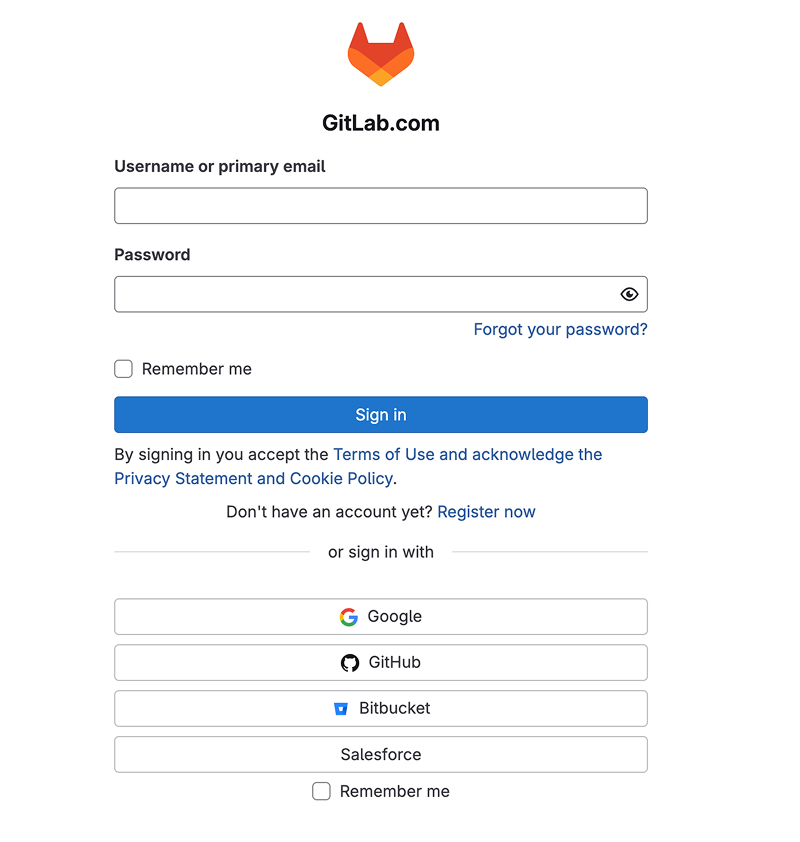 GitLab.com
Username or primary email
Password
Forgot your password?
Remember me
Sign in
By signing in you accept the Terms of Use and acknowledge the
Privacy Statement and Cookie Policy.
Don't have an account yet? Register now
or sign in with
Google
GitHub
Bitbucket
Salesforce
Remember me